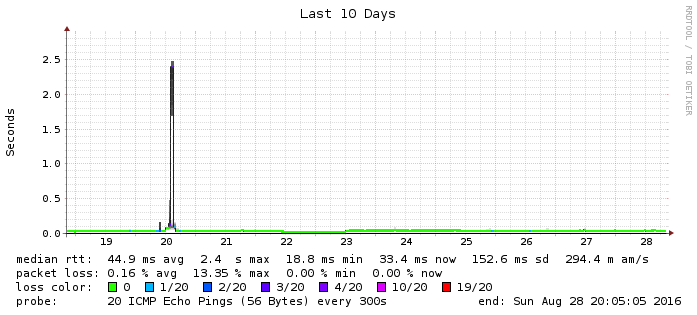 Last 10 Days
RRDTOOL / TOBI OETIKER
Seconds
2.5
2.0
1.5
1.0
0.5
0.0
19 20 21 22 23 24 25 26 27 28
median rtt: 44.9 ms avg 2.4 s max 18.8 ms min 33.4 ms now 152.6 ms sd 294.4 m am/s
packet loss: 0.16 % avg 13.35 % max 0.00 % min 0.00 % now
loss color: 0 1/20 2/20 3/20 4/20 10/20 19/20
probe: 20 ICMP Echo Pings (56 Bytes) every 300s end: Sun Aug 28 20:05:05 2016